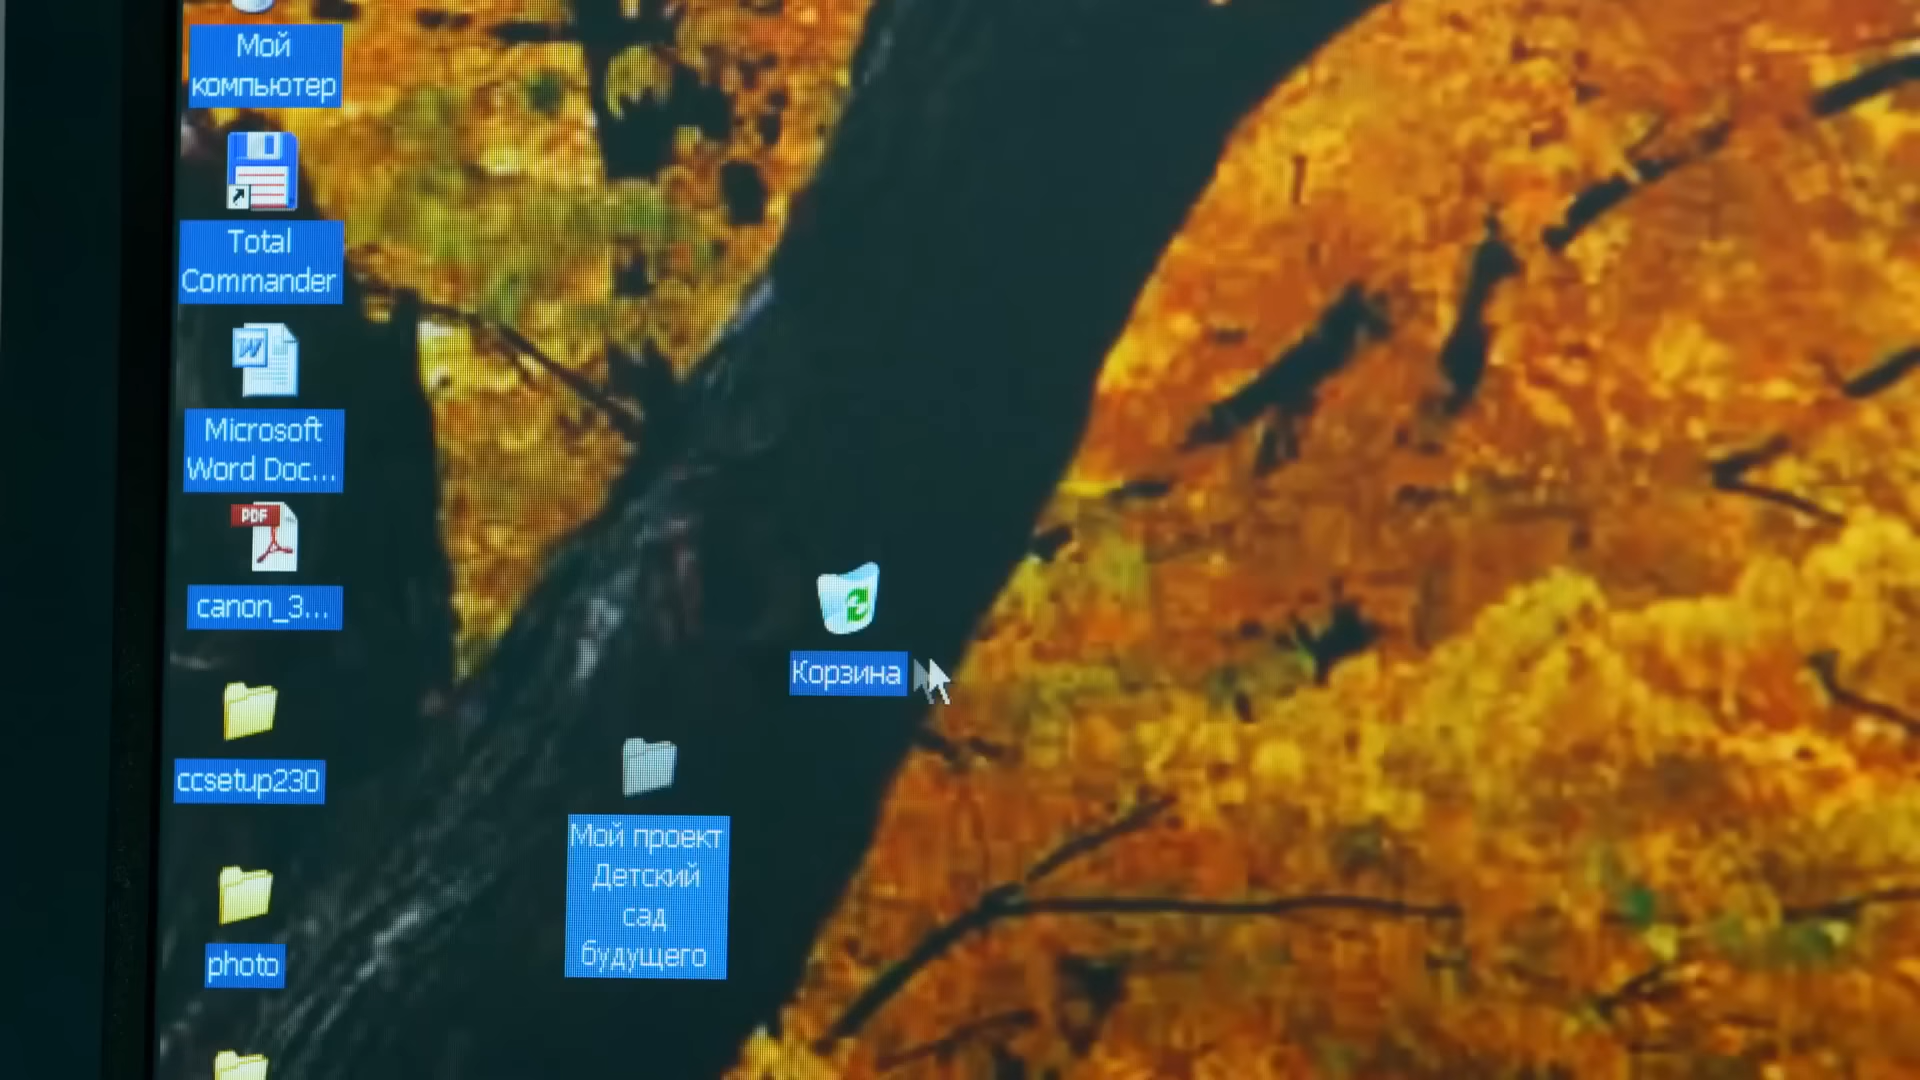 Мой
компьютер
Total
Commander
W
Microsoft
Word Doc...
PDF
canon_3...
ccsetup230
photo
Корзина
Мой проект
Детский
сад
будущего